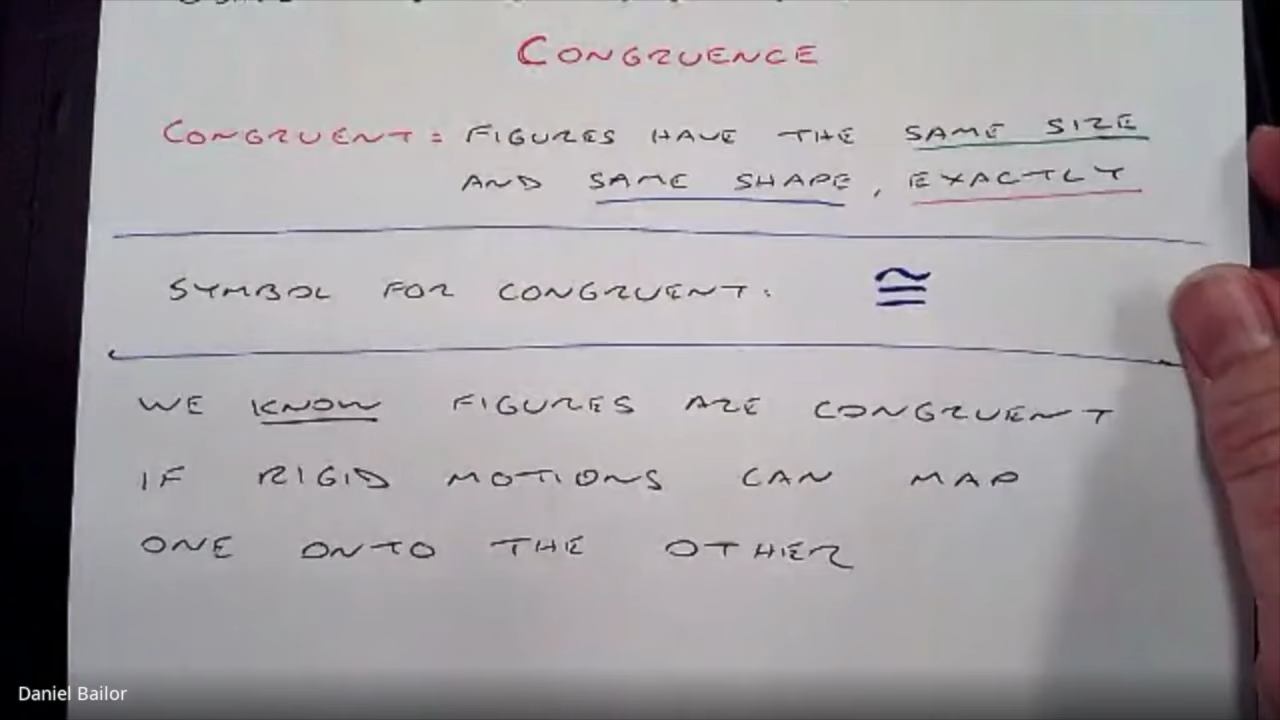 CONGRUENCE
CONGRUENT = FIGURES HAVE THE SAME SIZE
AND SAME SHAPE, EXACTLY
SYMBOL FOR CONGRUENT: ≅
WE KNOW FIGURES ARE CONGRUENT
IF RIGID MOTIONS CAN MAP
ONE ONTO THE OTHER
Daniel Bailor